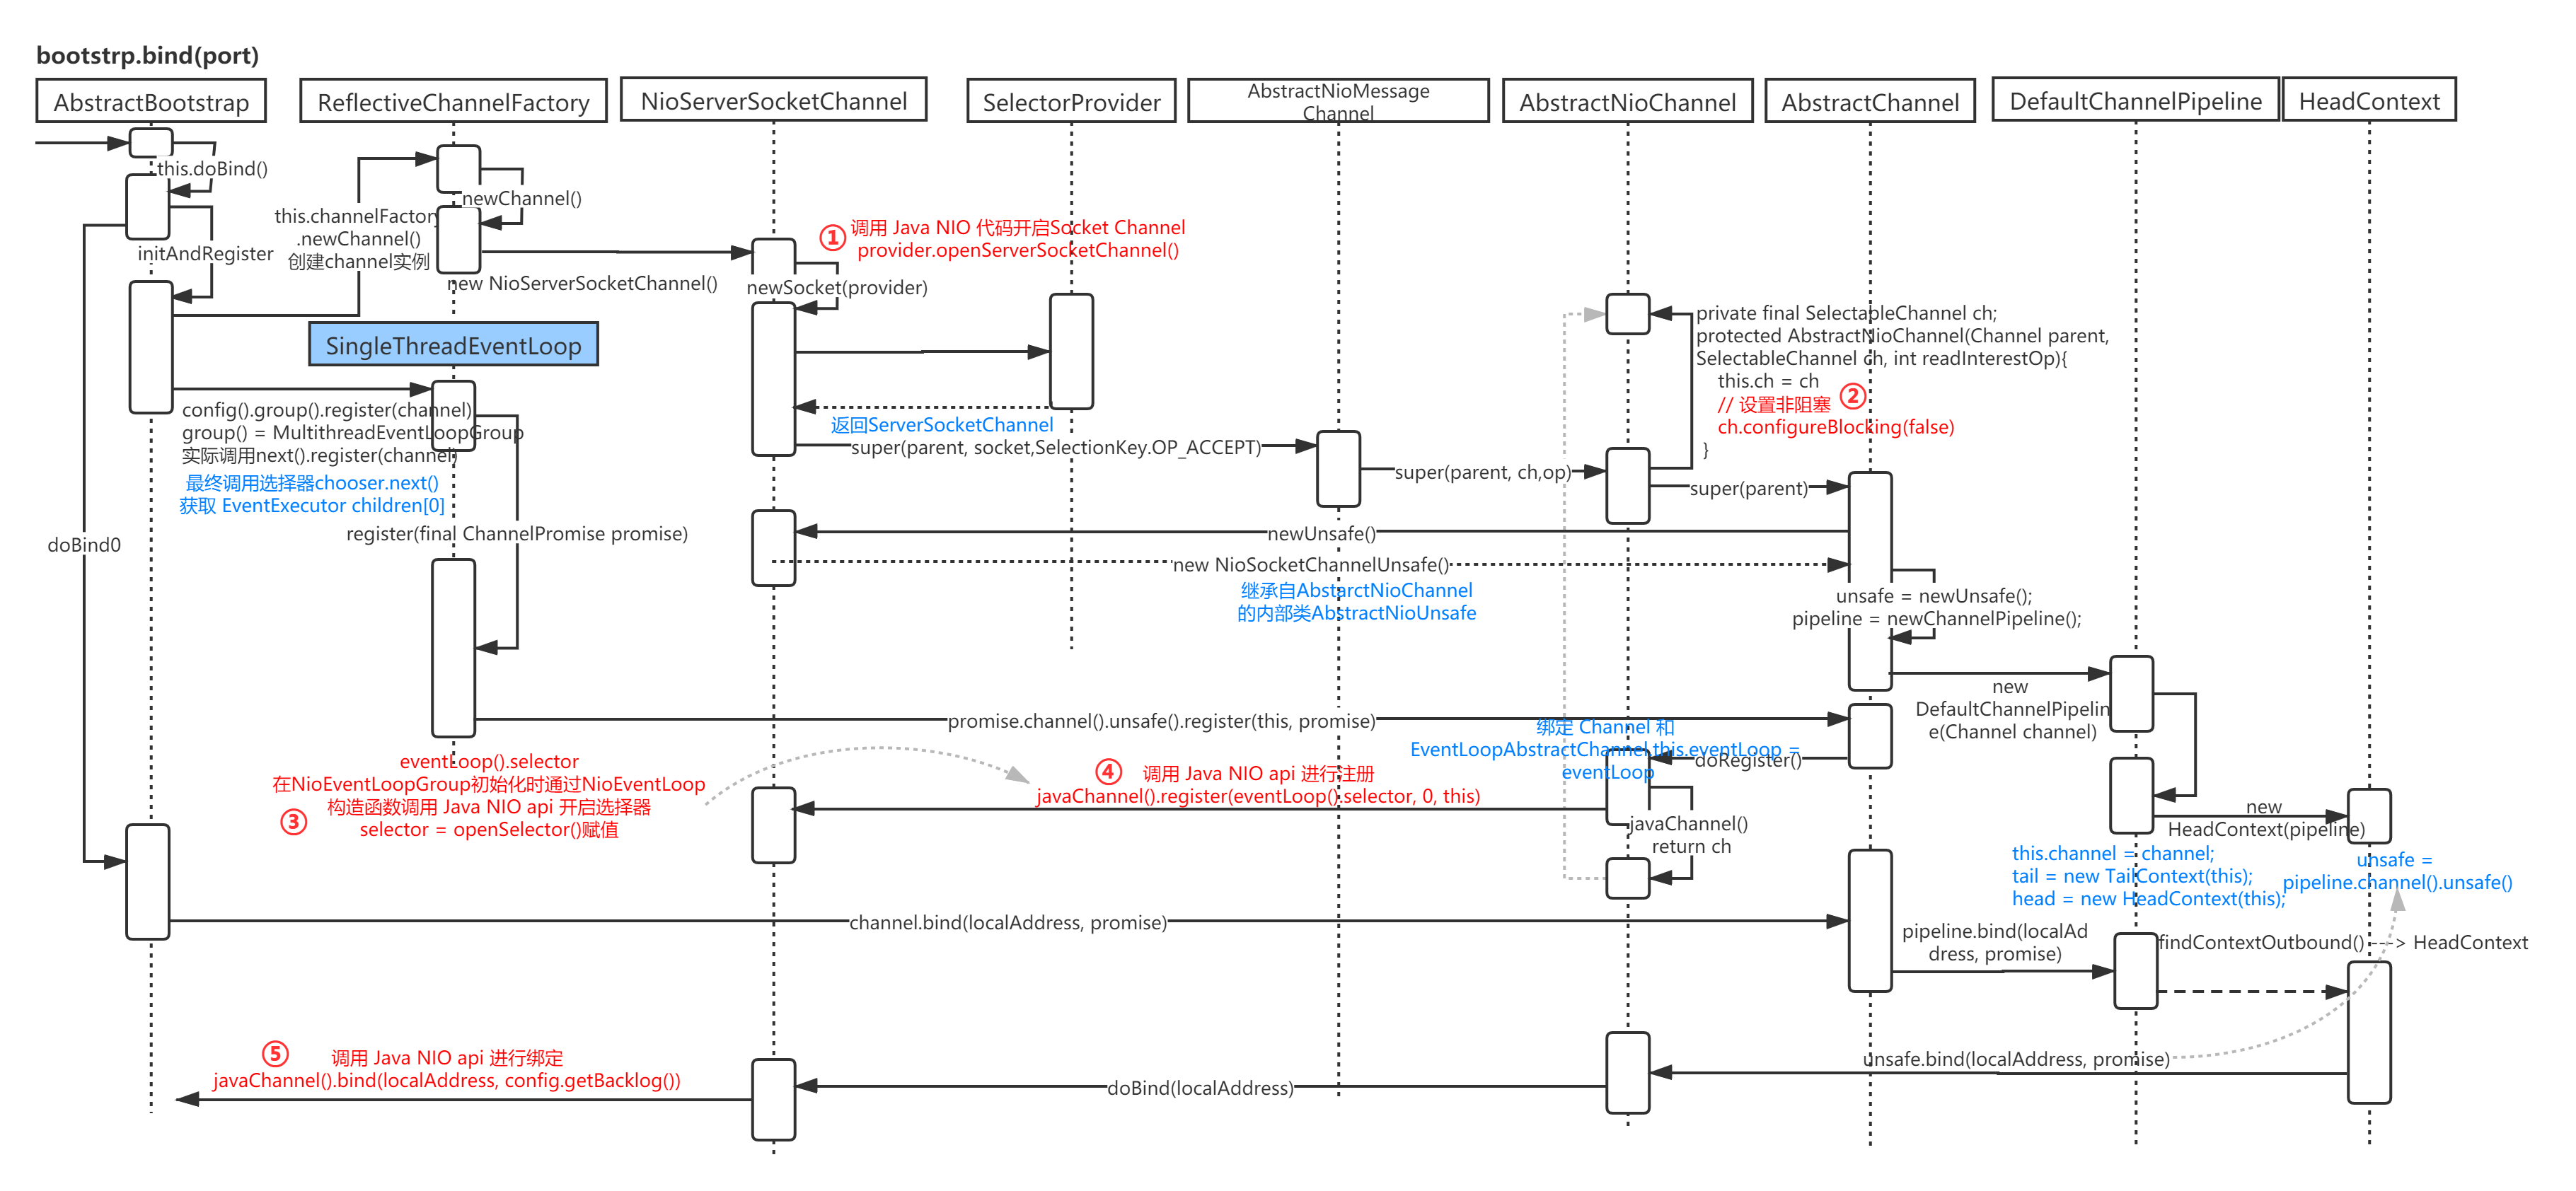 bootstrp.bind(port)
AbstractBootstrap
ReflectiveChannelFactory
NioServerSocketChannel
SelectorProvider
AbstractNioMessage
Channel
AbstractNioChannel
AbstractChannel
DefaultChannelPipeline
HeadContext
this.doBind()
newChannel()
this.channelFactory
.newChannel()
创建channel实例
initAndRegister
new NioServerSocketChannel()
①
调用 Java NIO 代码开启Socket Channel
provider.openServerSocketChannel()
newSocket(provider)
private final SelectableChannel ch;
protected AbstractNioChannel(Channel parent,
SelectableChannel ch, int readInterestOp){
this.ch = ch
// 设置非阻塞
②
ch.configureBlocking(false)
}
SingleThreadEventLoop
config().group().register(channel)
group() = MultithreadEventLoopGroup
实际调用next().register(channel)
最终调用选择器chooser.next()
获取 EventExecutor children[0]
返回ServerSocketChannel
super(parent, socket,SelectionKey.OP_ACCEPT)
super(parent, ch,op)
super(parent)
doBind0
register(final ChannelPromise promise)
newUnsafe()
new NioSocketChannelUnsafe()
继承自AbstarctNioChannel
的内部类AbstractNioUnsafe
unsafe = newUnsafe();
pipeline = newChannelPipeline();
new
DefaultChannelPipelin
e(Channel channel)
promise.channel().unsafe().register(this, promise)
绑定 Channel 和
EventLoopAbstractChannel.this.eventLoop =
eventLoop
doRegister()
eventLoop().selector
在NioEventLoopGroup初始化时通过NioEventLoop
构造函数调用 Java NIO api 开启选择器
③
selector = openSelector()赋值
④
调用 Java NIO api 进行注册
javaChannel().register(eventLoop().selector, 0, this)
javaChannel()
return ch
new
HeadContext(pipeline)
this.channel = channel;
tail = new TailContext(this);
head = new HeadContext(this);
unsafe =
pipeline.channel().unsafe()
channel.bind(localAddress, promise)
pipeline.bind(localAd
dress, promise)
findContextOutbound() ---> HeadContext
⑤
调用 Java NIO api 进行绑定
javaChannel().bind(localAddress, config.getBacklog())
doBind(localAddress)
unsafe.bind(localAddress, promise)